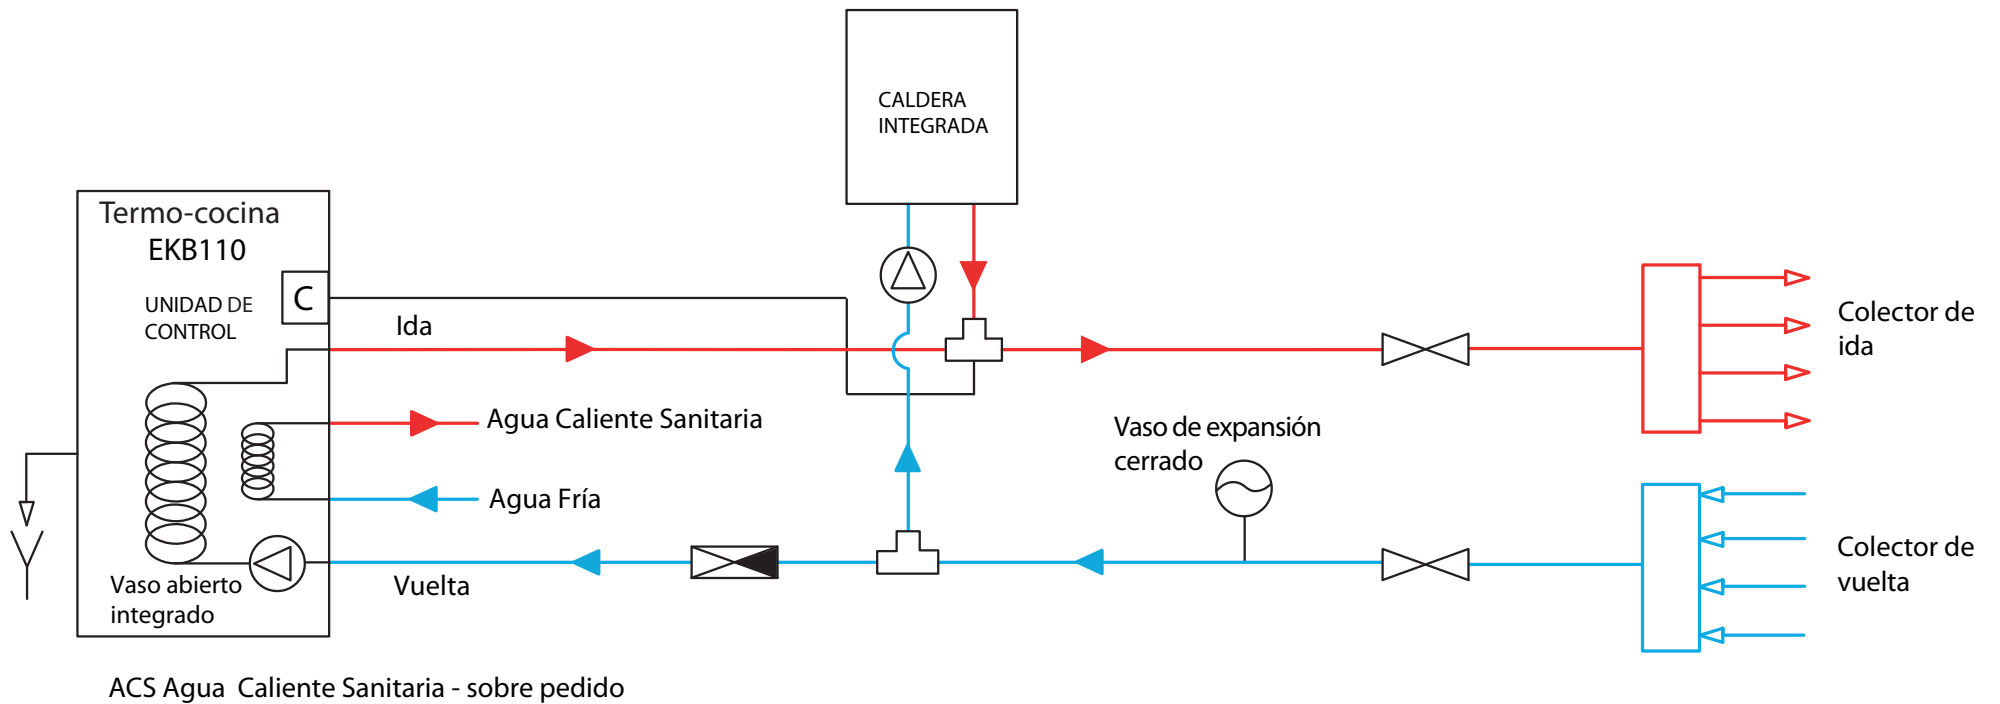 CALDERA
INTEGRADA
Termo-cocina
EKB110
UNIDAD DE
CONTROL
C
Ida
Colector de
ida
Agua Caliente Sanitaria
Vaso de expansión
cerrado
Agua Fría
Colector de
vuelta
Vaso abierto
integrado
Vuelta
ACS Agua  Caliente Sanitaria - sobre pedido